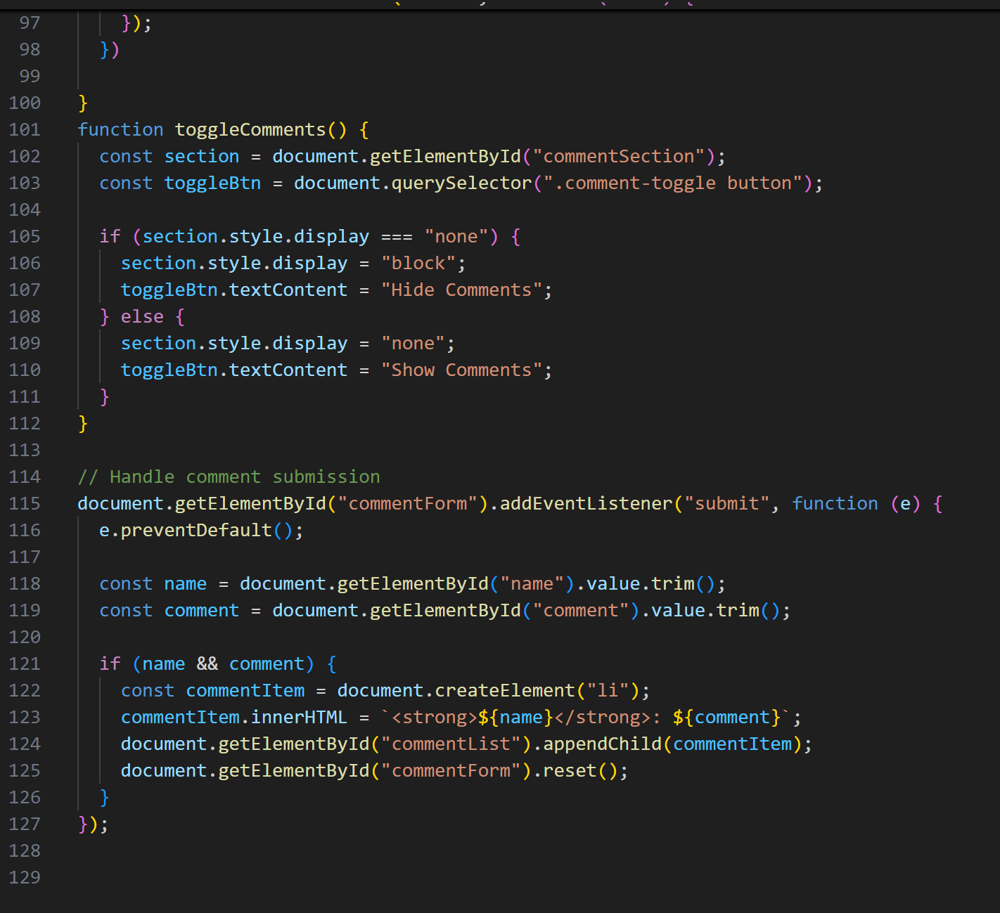 97 });
98 })
99
100 }
101 function toggleComments() {
102 const section = document.getElementById("commentSection");
103 const toggleBtn = document.querySelector(".comment-toggle button");
104
105 if (section.style.display === "none") {
106 section.style.display = "block";
107 toggleBtn.textContent = "Hide Comments";
108 } else {
109 section.style.display = "none";
110 toggleBtn.textContent = "Show Comments";
111 }
112 }
113
114 // Handle comment submission
115 document.getElementById("commentForm").addEventListener("submit", function (e) {
116 e.preventDefault();
117
118 const name = document.getElementById("name").value.trim();
119 const comment = document.getElementById("comment").value.trim();
120
121 if (name && comment) {
122 const commentItem = document.createElement("li");
123 commentItem.innerHTML = `<strong>${name}</strong>: ${comment}`;
124 document.getElementById("commentList").appendChild(commentItem);
125 document.getElementById("commentForm").reset();
126 }
127 });
128
129